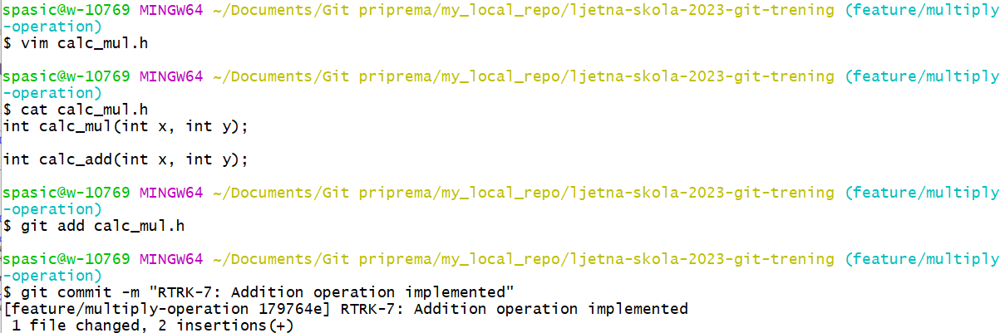 spasic@w-10769 MINGW64 ~/Documents/Git priprema/my_local_repo/ljetna-skola-2023-git-trening (feature/multiply
-operation)
$ vim calc_mul.h
spasic@w-10769 MINGW64 ~/Documents/Git priprema/my_local_repo/ljetna-skola-2023-git-trening (feature/multiply
-operation)
$ cat calc_mul.h
int calc_mul(int x, int y);
int calc_add(int x, int y);
spasic@w-10769 MINGW64 ~/Documents/Git priprema/my_local_repo/ljetna-skola-2023-git-trening (feature/multiply
-operation)
$ git add calc_mul.h
spasic@w-10769 MINGW64 ~/Documents/Git priprema/my_local_repo/ljetna-skola-2023-git-trening (feature/multiply
-operation)
$ git commit -m "RTRK-7: Addition operation implemented"
[feature/multiply-operation 179764e] RTRK-7: Addition operation implemented
 1 file changed, 2 insertions(+)